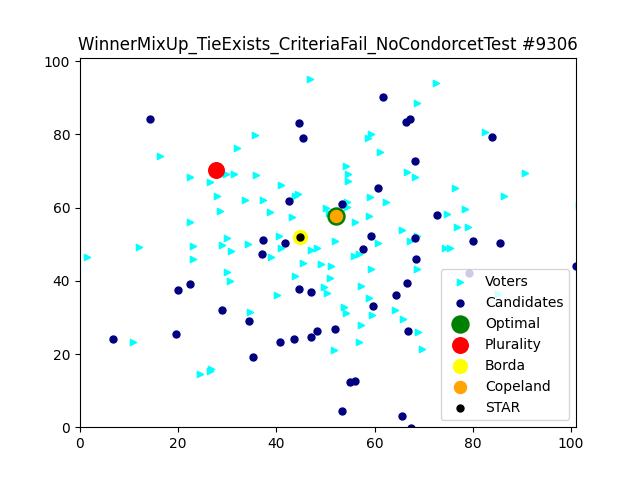 WinnerMixUp_TieExists_CriteriaFail_NoCondorcetTest #9306
100
80
60
40
20
0
0
20
40
60
80
100
Voters
Candidates
Optimal
Plurality
Borda
Copeland
STAR